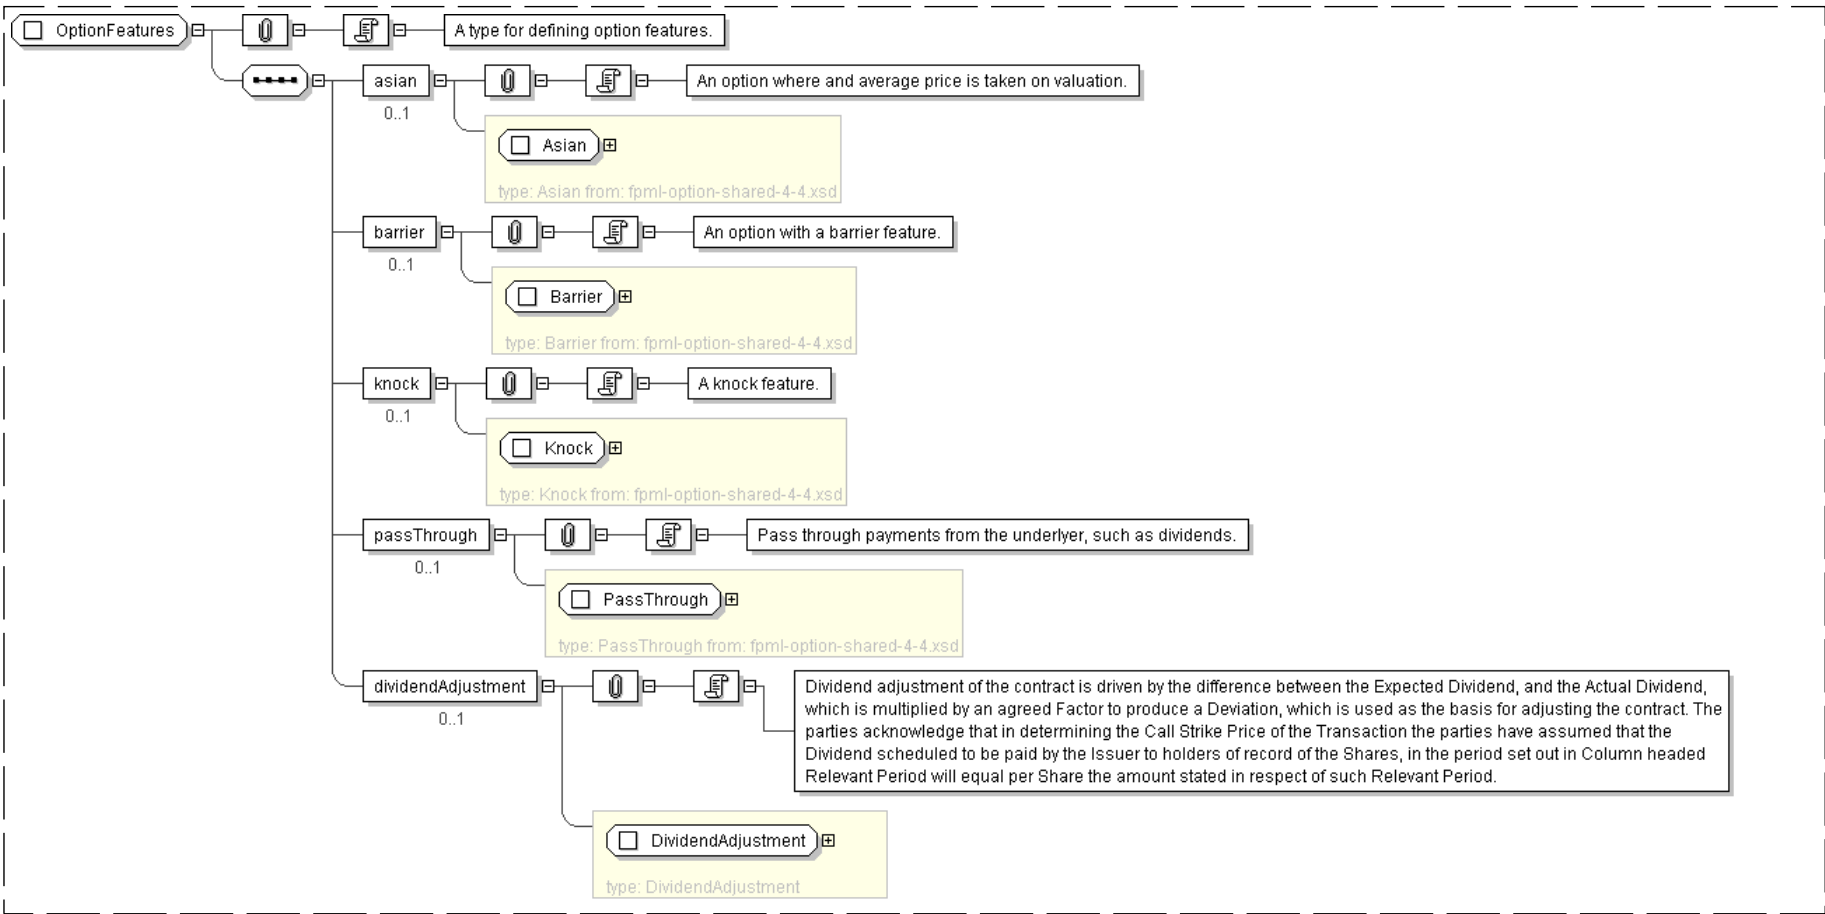 OptionFeatures
A type for defining option features.
asian
An option where and average price is taken on valuation.
0..1
Asian
type: Asian from: fpml-option-shared-4-4.xsd
barrier
An option with a barrier feature.
0..1
Barrier
type: Barrier from: fpml-option-shared-4-4.xsd
knock
A knock feature.
0..1
Knock
type: Knock from: fpml-option-shared-4-4.xsd
passThrough
Pass through payments from the underlyer, such as dividends.
0..1
PassThrough
type: PassThrough from: fpml-option-shared-4-4.xsd
dividendAdjustment
0..1
Dividend adjustment of the contract is driven by the difference between the Expected Dividend, and the Actual Dividend,
which is multiplied by an agreed Factor to produce a Deviation, which is used as the basis for adjusting the contract. The
parties acknowledge that in determining the Call Strike Price of the Transaction the parties have assumed that the
Dividend scheduled to be paid by the Issuer to holders of record of the Shares, in the period set out in Column headed
Relevant Period will equal per Share the amount stated in respect of such Relevant Period.
DividendAdjustment
type: DividendAdjustment